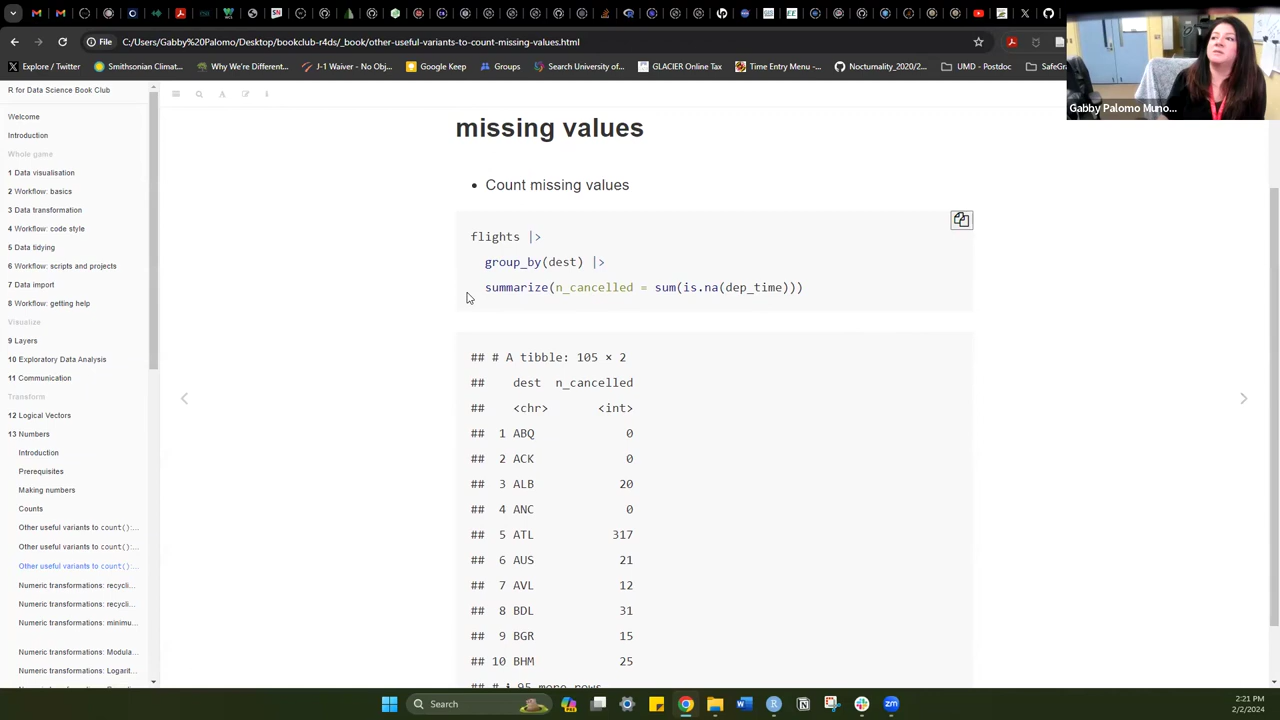 File
C:/Users/Gabby%20Palomo/Desktop/bookclub-r4ds/_book/other-useful-variants-to-count-missing-values.html
Explore / Twitter
Smithsonian Climat...
Why We're Different...
J-1 Waiver - No Obj...
Google Keep
Groups
Search University of...
GLACIER Online Tax
Time Entry
Nocturnality_2020/2...
UMD - Postdoc
SafeGr
Gabby Palomo Muno...
R for Data Science Book Club
Welcome
Introduction
Whole game
1 Data visualisation
2 Workflow: basics
3 Data transformation
4 Workflow: code style
5 Data tidying
6 Workflow: scripts and projects
7 Data import
8 Workflow: getting help
Visualize
9 Layers
10 Exploratory Data Analysis
11 Communication
Transform
12 Logical Vectors
13 Numbers
Introduction
Prerequisites
Making numbers
Counts
Other useful variants to count():...
Other useful variants to count():...
Other useful variants to count():...
Numeric transformations: recycli...
Numeric transformations: recycli...
Numeric transformations: minimu...
Numeric transformations: Modula...
Numeric transformations: Logarit...
missing values
• Count missing values
flights |>
group_by(dest) |>
summarize(n_cancelled = sum(is.na(dep_time)))
## # A tibble: 105 × 2
## dest n_cancelled
## <chr> <int>
## 1 ABQ 0
## 2 ACK 0
## 3 ALB 20
## 4 ANC 0
## 5 ATL 317
## 6 AUS 21
## 7 AVL 12
## 8 BDL 31
## 9 BGR 15
## 10 BHM 25
## # ℹ 95 more rows
Search
2:21 PM
2/2/2024